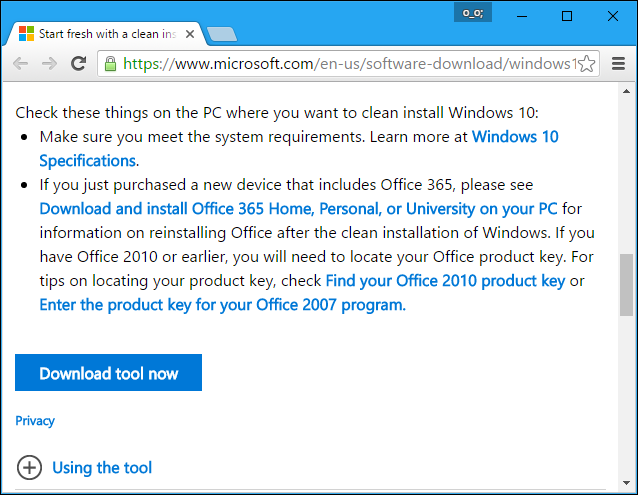 o_o;
Start fresh with a clean ins
https://www.microsoft.com/en-us/software-download/windows1
Check these things on the PC where you want to clean install Windows 10:
• Make sure you meet the system requirements. Learn more at Windows 10
Specifications.
• If you just purchased a new device that includes Office 365, please see
Download and install Office 365 Home, Personal, or University on your PC for
information on reinstalling Office after the clean installation of Windows. If you
have Office 2010 or earlier, you will need to locate your Office product key. For
tips on locating your product key, check Find your Office 2010 product key or
Enter the product key for your Office 2007 program.
Download tool now
Privacy
Using the tool